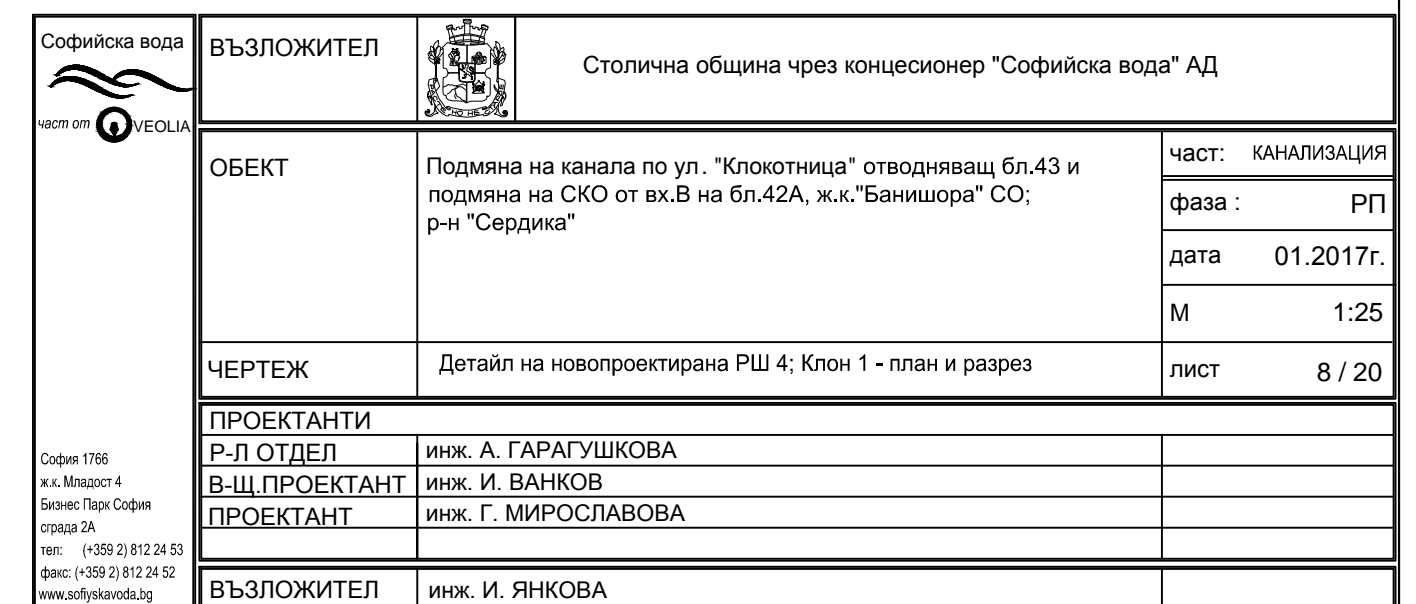 Софийска вода
част от VEOLIA
ВЪЗЛОЖИТЕЛ
РАСТЕ НО НЕ СТАРЕЕ
Столична община чрез концесионер "Софийска вода" АД
ОБЕКТ
Подмяна на канала по ул. "Клокотница" отводняващ бл.43 и
подмяна на СКО от вх.В на бл.42А, ж.к."Банишора" СО;
р-н "Сердика"
част: КАНАЛИЗАЦИЯ
фаза : РП
дата 01.2017г.
М 1:25
ЧЕРТЕЖ
Детайл на новопроектирана РШ 4; Клон 1 - план и разрез
лист 8 / 20
ПРОЕКТАНТИ
Р-Л ОТДЕЛ инж. А. ГАРАГУШКОВА
В-Щ.ПРОЕКТАНТ инж. И. ВАНКОВ
ПРОЕКТАНТ инж. Г. МИРОСЛАВОВА
ВЪЗЛОЖИТЕЛ инж. И. ЯНКОВА
София 1766
ж.к. Младост 4
Бизнес Парк София
сграда 2А
тел: (+359 2) 812 24 53
факс: (+359 2) 812 24 52
www.sofiyskavoda.bg